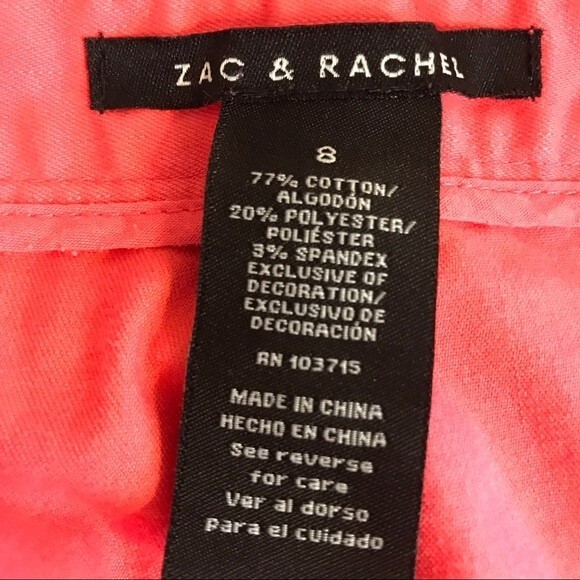 ZAC & RACHEL
8
77% COTTON/
ALGODÓN
20% POLYESTER/
POLIÉSTER
3% SPANDEX
EXCLUSIVE OF
DECORATION/
EXCLUSIVO DE
DECORACIÓN
RN 103715
MADE IN CHINA
HECHO EN CHINA
See reverse
for care
Ver al dorso
para el cuidado